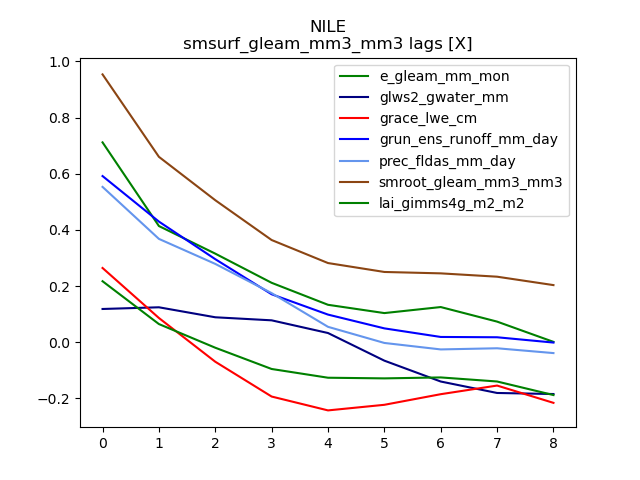 NILE
smsurf_gleam_mm3_mm3 lags [X]
e_gleam_mm_mon
glws2_gwater_mm
grace_lwe_cm
grun_ens_runoff_mm_day
prec_fldas_mm_day
smroot_gleam_mm3_mm3
lai_gimms4g_m2_m2
1.0
0.8
0.6
0.4
0.2
0.0
−0.2
0 1 2 3 4 5 6 7 8